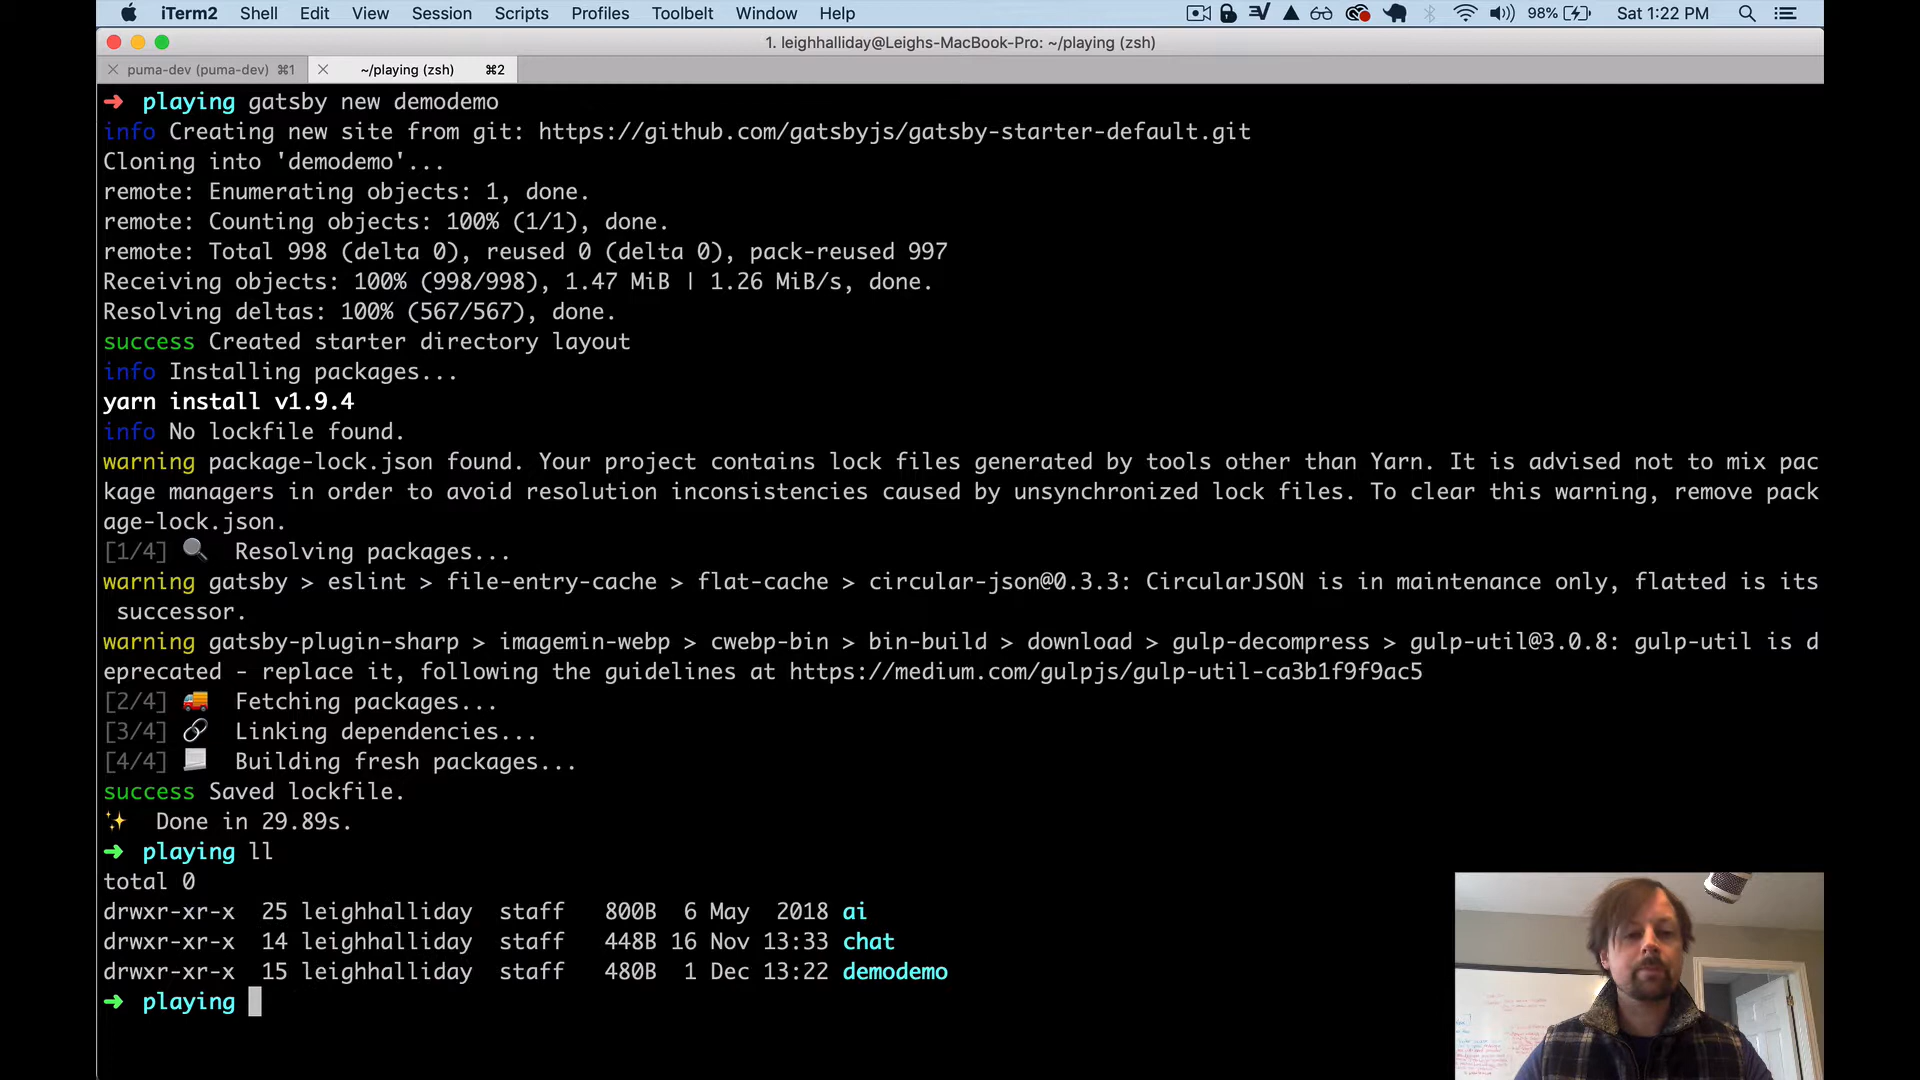 iTerm2 Shell Edit View Session Scripts Profiles Toolbelt Window Help 98% Sat 1:22 PM
1. leighhalliday@Leighs-MacBook-Pro: ~/playing (zsh)
puma-dev (puma-dev) ⌘1 ~/playing (zsh) ⌘2
➜ playing gatsby new demodemo
info Creating new site from git: https://github.com/gatsbyjs/gatsby-starter-default.git
Cloning into 'demodemo'...
remote: Enumerating objects: 1, done.
remote: Counting objects: 100% (1/1), done.
remote: Total 998 (delta 0), reused 0 (delta 0), pack-reused 997
Receiving objects: 100% (998/998), 1.47 MiB | 1.26 MiB/s, done.
Resolving deltas: 100% (567/567), done.
success Created starter directory layout
info Installing packages...
yarn install v1.9.4
info No lockfile found.
warning package-lock.json found. Your project contains lock files generated by tools other than Yarn. It is advised not to mix pac
kage managers in order to avoid resolution inconsistencies caused by unsynchronized lock files. To clear this warning, remove pack
age-lock.json.
[1/4] 🔍 Resolving packages...
warning gatsby > eslint > file-entry-cache > flat-cache > circular-json@0.3.3: CircularJSON is in maintenance only, flatted is its
successor.
warning gatsby-plugin-sharp > imagemin-webp > cwebp-bin > bin-build > download > gulp-decompress > gulp-util@3.0.8: gulp-util is d
eprecated - replace it, following the guidelines at https://medium.com/gulpjs/gulp-util-ca3b1f9f9ac5
[2/4] 🚚 Fetching packages...
[3/4] 🔗 Linking dependencies...
[4/4] 📃 Building fresh packages...
success Saved lockfile.
✨ Done in 29.89s.
➜ playing ll
total 0
drwxr-xr-x 25 leighhalliday staff 800B 6 May 2018 ai
drwxr-xr-x 14 leighhalliday staff 448B 16 Nov 13:33 chat
drwxr-xr-x 15 leighhalliday staff 480B 1 Dec 13:22 demodemo
➜ playing